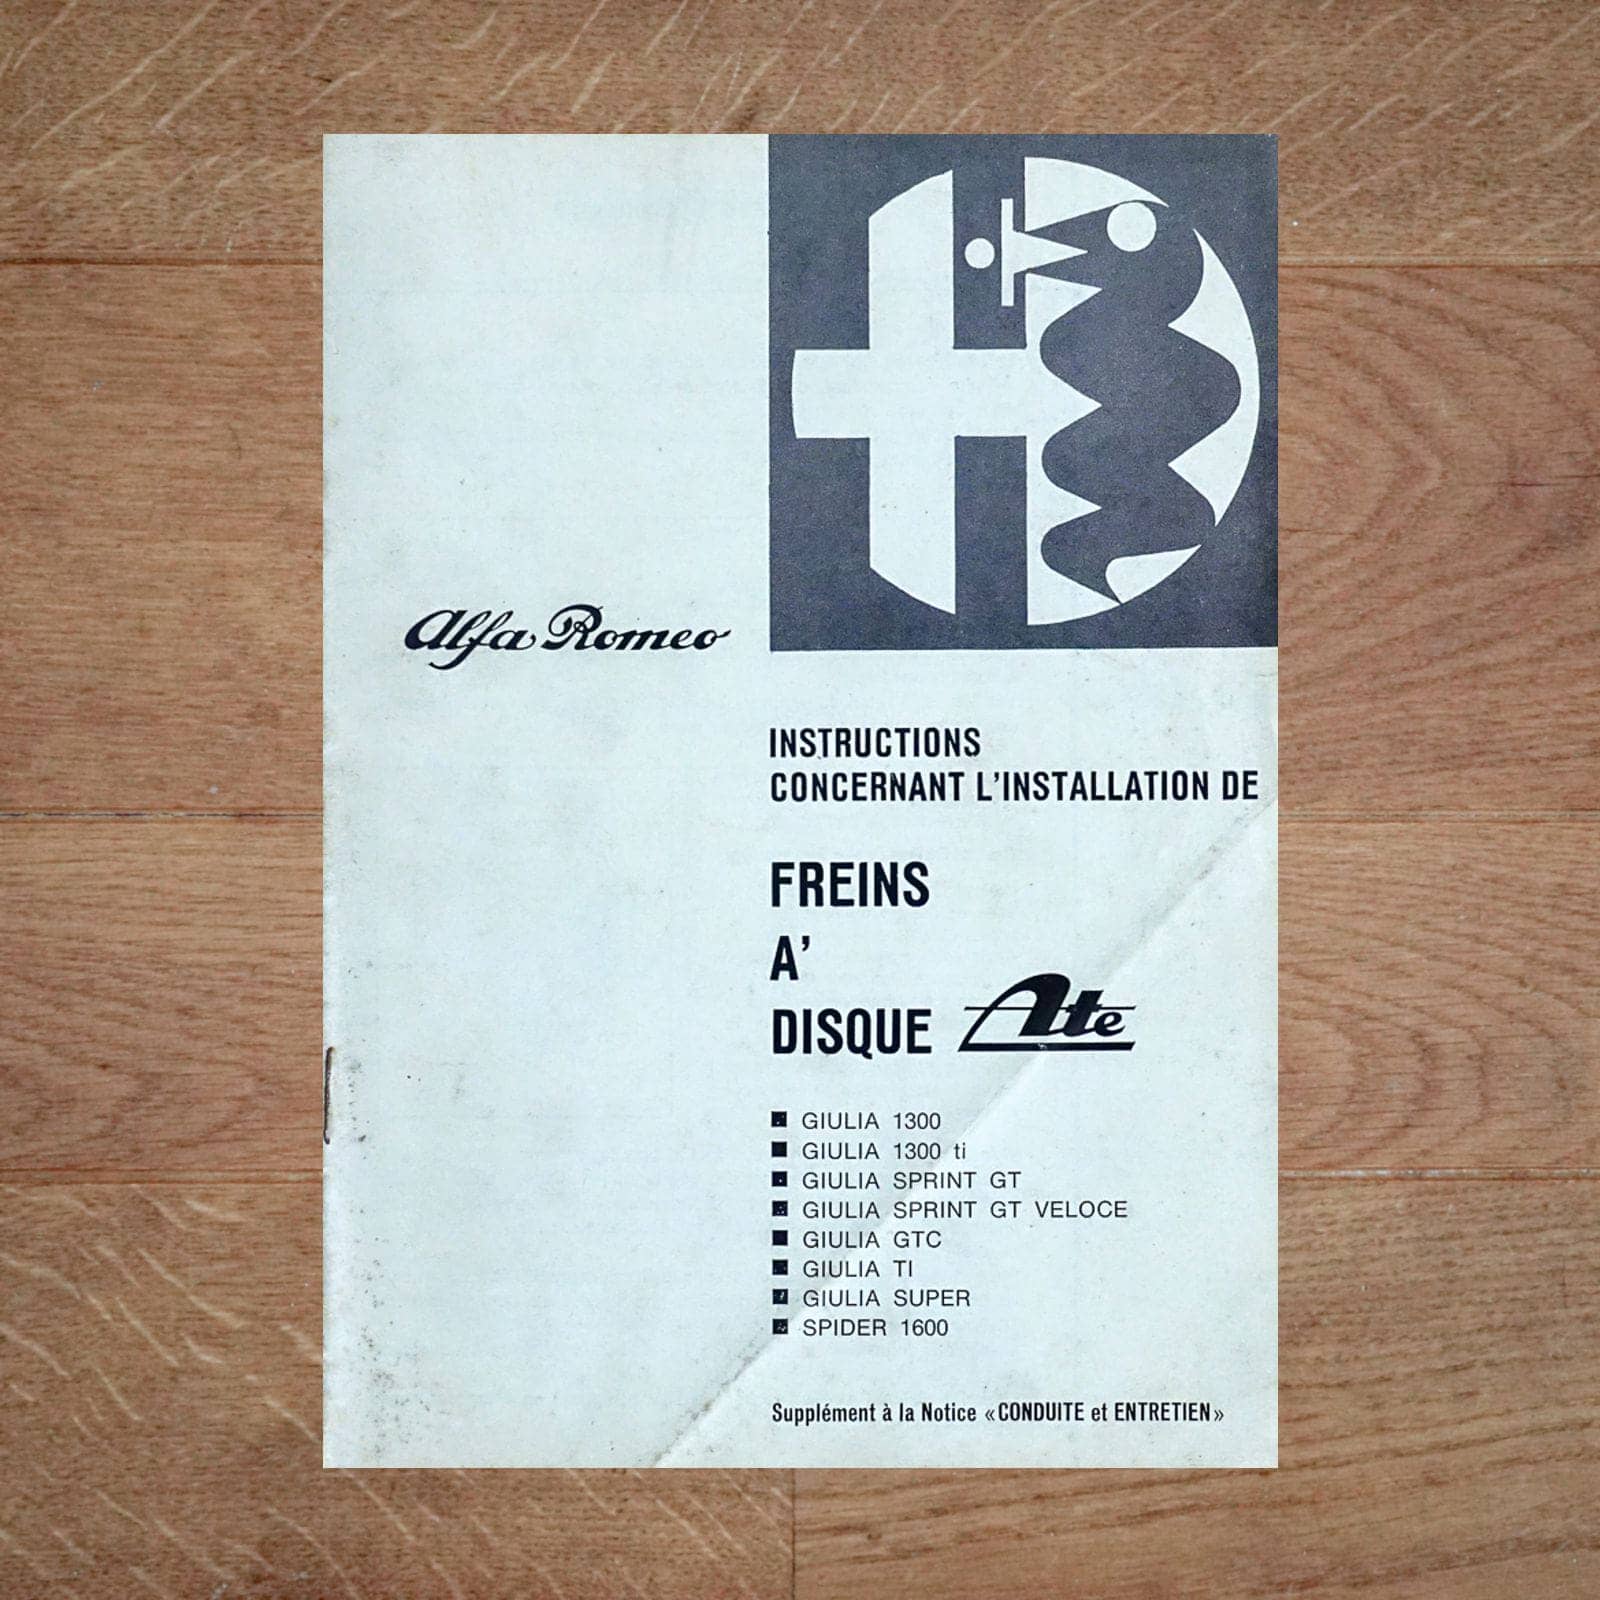 Alfa Romeo
INSTRUCTIONS
CONCERNANT L'INSTALLATION DE
FREINS
A'
DISQUE Ate
GIULIA 1300
GIULIA 1300 ti
GIULIA SPRINT GT
GIULIA SPRINT GT VELOCE
GIULIA GTC
GIULIA TI
GIULIA SUPER
SPIDER 1600
Supplément à la Notice «CONDUITE et ENTRETIEN»